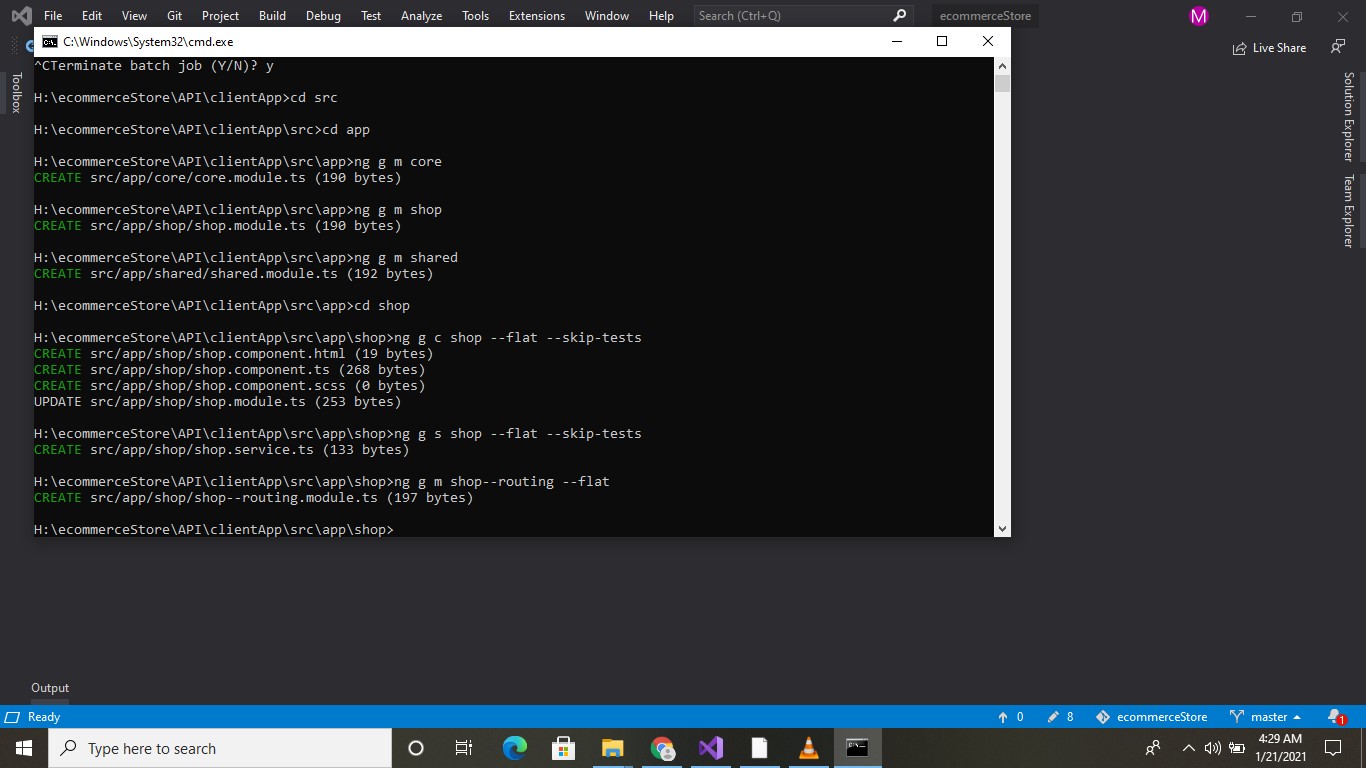 File Edit View Git Project Build Debug Test Analyze Tools Extensions Window Help Search (Ctrl+Q) ecommerceStore M
C:\Windows\System32\cmd.exe
Live Share
Toolbox
^CTerminate batch job (Y/N)? y
H:\ecommerceStore\API\clientApp>cd src
H:\ecommerceStore\API\clientApp\src>cd app
H:\ecommerceStore\API\clientApp\src\app>ng g m core
CREATE src/app/core/core.module.ts (190 bytes)
H:\ecommerceStore\API\clientApp\src\app>ng g m shop
CREATE src/app/shop/shop.module.ts (190 bytes)
H:\ecommerceStore\API\clientApp\src\app>ng g m shared
CREATE src/app/shared/shared.module.ts (192 bytes)
H:\ecommerceStore\API\clientApp\src\app>cd shop
H:\ecommerceStore\API\clientApp\src\app\shop>ng g c shop --flat --skip-tests
CREATE src/app/shop/shop.component.html (19 bytes)
CREATE src/app/shop/shop.component.ts (268 bytes)
CREATE src/app/shop/shop.component.scss (0 bytes)
UPDATE src/app/shop/shop.module.ts (253 bytes)
H:\ecommerceStore\API\clientApp\src\app\shop>ng g s shop --flat --skip-tests
CREATE src/app/shop/shop.service.ts (133 bytes)
H:\ecommerceStore\API\clientApp\src\app\shop>ng g m shop--routing --flat
CREATE src/app/shop/shop--routing.module.ts (197 bytes)
H:\ecommerceStore\API\clientApp\src\app\shop>
Solution Explorer
Team Explorer
Output
Ready 0 8 ecommerceStore master 1
Type here to search
4:29 AM
1/21/2021